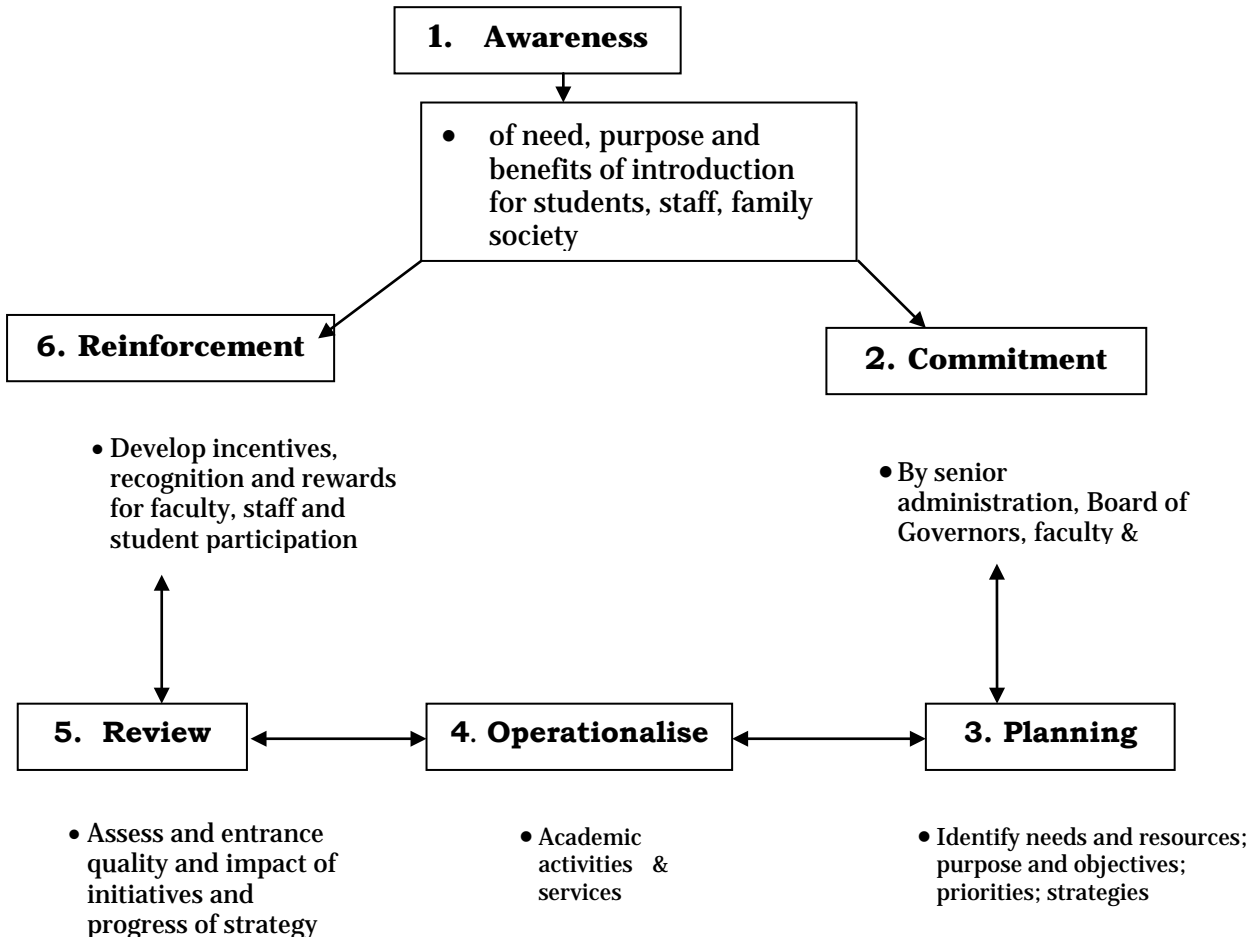 1. Awareness
• of need, purpose and
benefits of introduction
for students, staff, family
society
6. Reinforcement
2. Commitment
• Develop incentives,
recognition and rewards
for faculty, staff and
student participation
• By senior
administration, Board of
Governors, faculty &
5. Review
4. Operationalise
3. Planning
• Assess and entrance
quality and impact of
initiatives and
progress of strategy
• Academic
activities & 
services
• Identify needs and resources;
purpose and objectives;
priorities; strategies